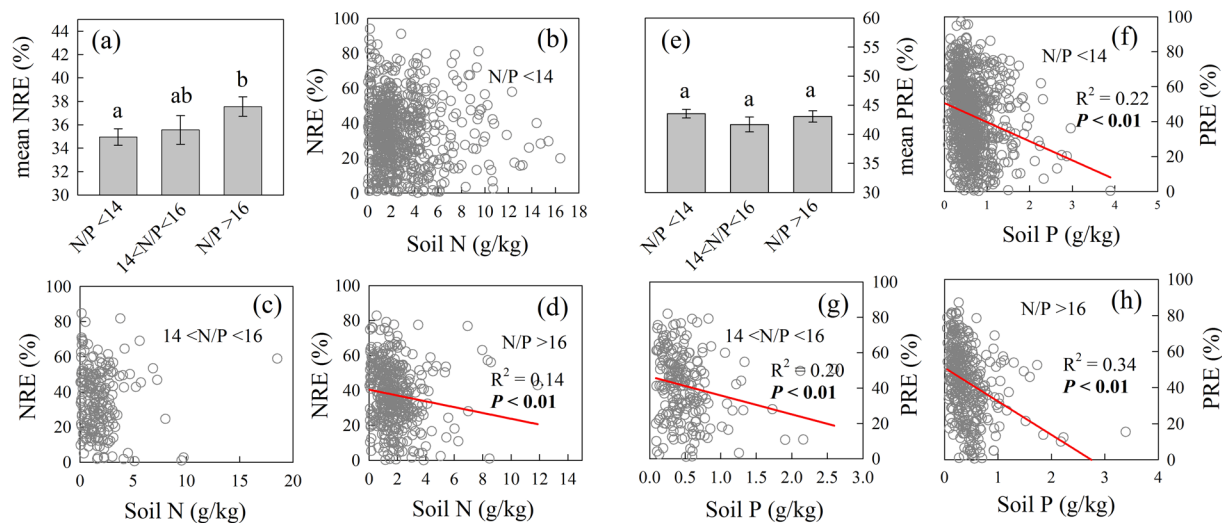 (a)
mean NRE (%)
44
42
40
38
36
34
32
30
a
ab
b
N/P <14
14<N/P<16
N/P >16
(b)
N/P <14
NRE (%)
100
80
60
40
20
0
0 2 4 6 8 10 12 14 16 18
Soil N (g/kg)
(e)
a
a
a
60
55
50
45
40
35
30
mean PRE (%)
N/P <14
14<N/P<16
N/P >16
(f)
N/P <14
R² = 0.22
P < 0.01
100
80
60
40
20
0
PRE (%)
0 1 2 3 4 5
Soil P (g/kg)
(c)
14 <N/P <16
NRE (%)
100
80
60
40
20
0
0 5 10 15 20
Soil N (g/kg)
(d)
N/P >16
R² = 0.14
P < 0.01
NRE (%)
100
80
60
40
20
0
0 2 4 6 8 10 12 14
Soil N (g/kg)
(g)
14 <N/P <16
R² = 0.20
P < 0.01
100
80
60
40
20
0
PRE (%)
0.0 0.5 1.0 1.5 2.0 2.5 3.0
Soil P (g/kg)
(h)
N/P >16
R² = 0.34
P < 0.01
100
80
60
40
20
0
PRE (%)
0 1 2 3 4
Soil P (g/kg)